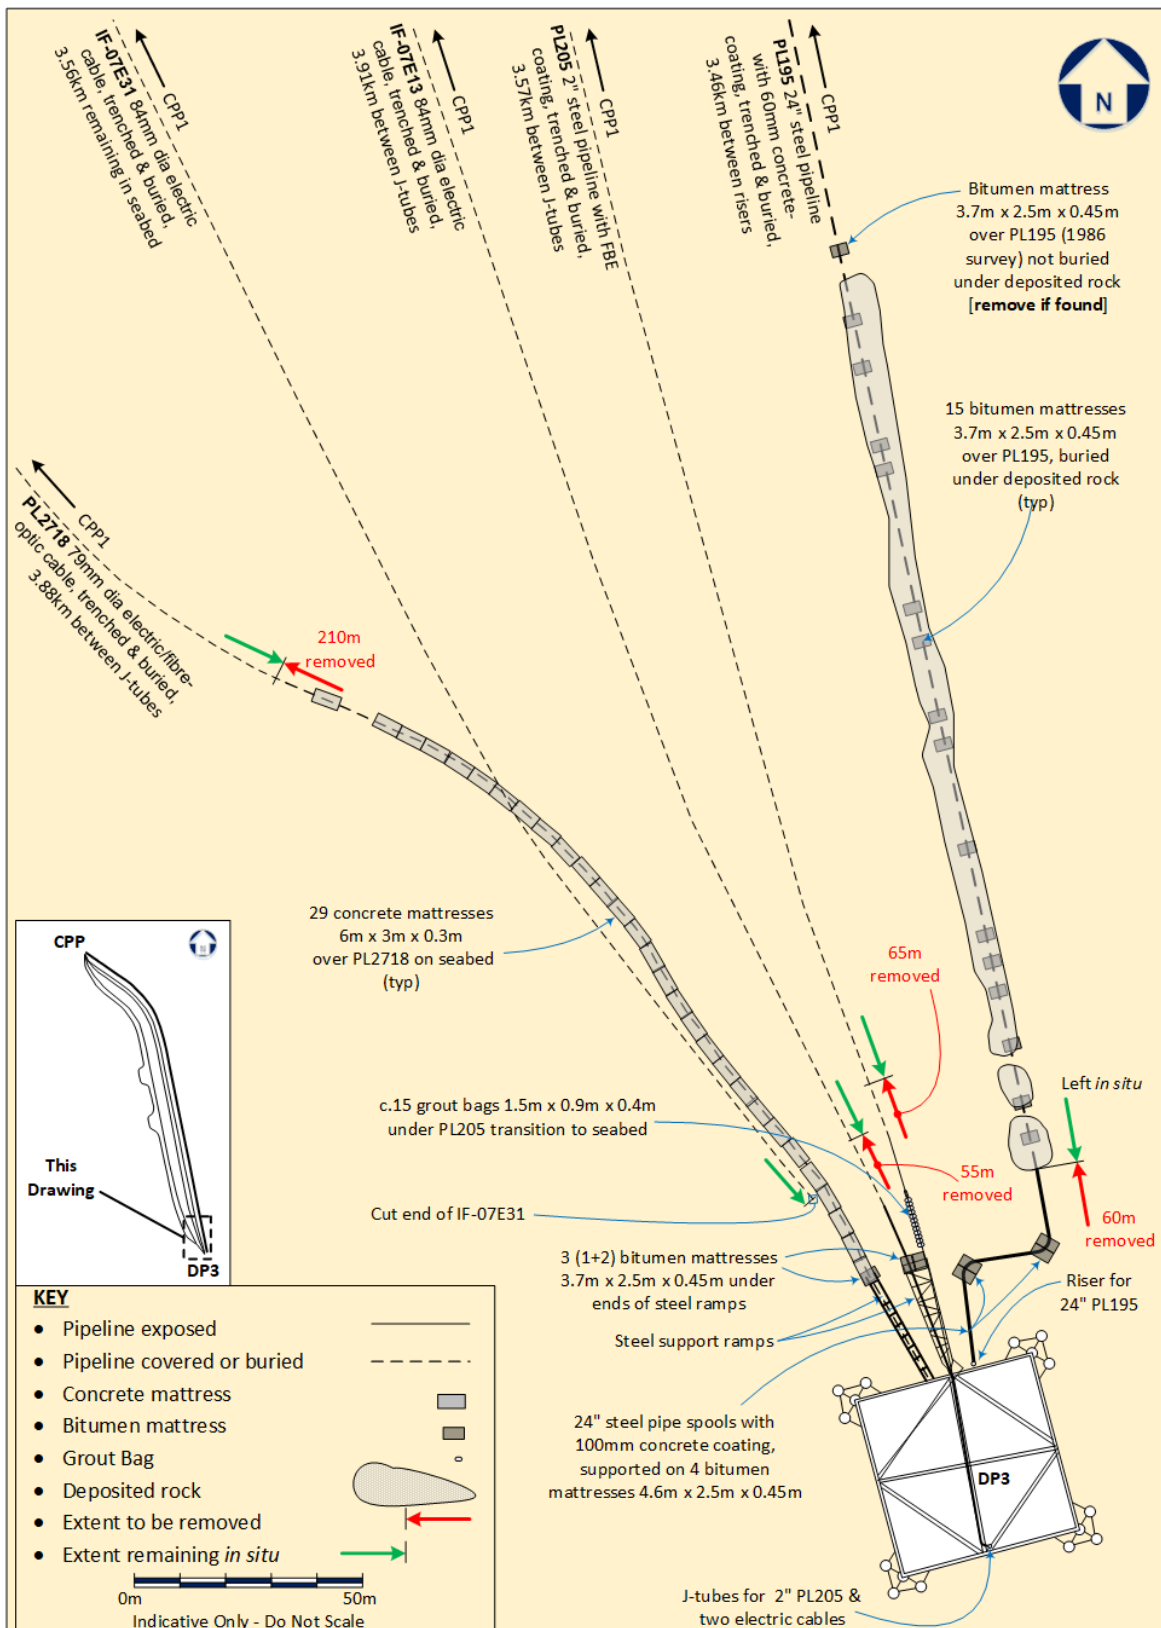 IF-07E31 84mm dia electric
cable, trenched & buried,
3.56km remaining in seabed
CPP1
IF-07E13 84mm dia electric
cable, trenched & buried,
3.91km between J-tubes
CPP1
PL205 2" steel pipeline with FBE
coating, trenched & buried,
3.57km between J-tubes
CPP1
PL195 24" steel pipeline
with 60mm concrete-
coating, trenched & buried,
3.46km between risers
CPP1
N
Bitumen mattress
3.7m x 2.5m x 0.45m
over PL195 (1986
survey) not buried
under deposited rock
[remove if found]
15 bitumen mattresses
3.7m x 2.5m x 0.45m
over PL195, buried
under deposited rock
(typ)
CPP1
PL2718 79mm dia electric/fibre-
optic cable, trenched & buried,
3.88km between J-tubes
210m
removed
29 concrete mattresses
6m x 3m x 0.3m
over PL2718 on seabed
(typ)
65m
removed
CPP
N
This
Drawing
DP3
c.15 grout bags 1.5m x 0.9m x 0.4m
under PL205 transition to seabed
Left in situ
55m
removed
60m
removed
Cut end of IF-07E31
3 (1+2) bitumen mattresses
3.7m x 2.5m x 0.45m under
ends of steel ramps
Riser for
24" PL195
Steel support ramps
24" steel pipe spools with
100mm concrete coating,
supported on 4 bitumen
mattresses 4.6m x 2.5m x 0.45m
DP3
J-tubes for 2" PL205 &
two electric cables
KEY
• Pipeline exposed
• Pipeline covered or buried
• Concrete mattress
• Bitumen mattress
• Grout Bag
• Deposited rock
• Extent to be removed
• Extent remaining in situ
0m 50m
Indicative Only - Do Not Scale